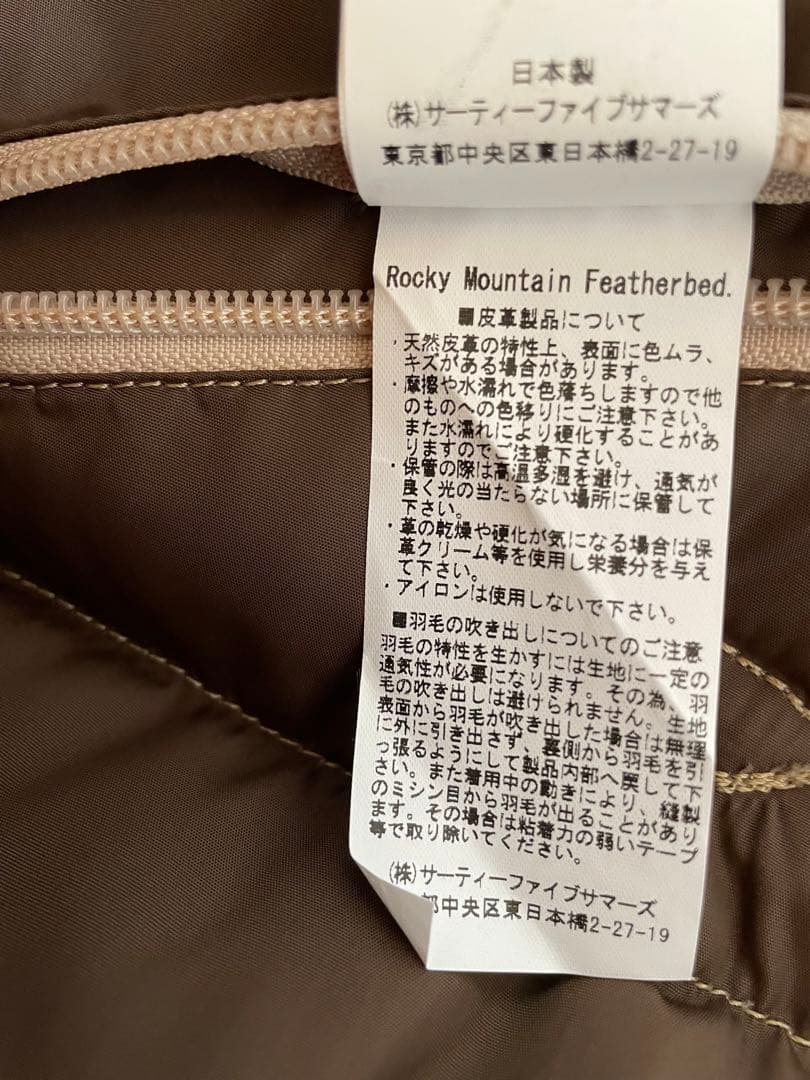 日本製
(株)サーティーファイブサマーズ
東京都中央区東日本橋2-27-19
Rocky Mountain Featherbed.
■皮革製品について
・天然皮革の特性上、表面に色ムラ、
キズがある場合があります。
・摩擦や水濡れで色落ちしますので他
のものへの色移りにご注意下さい。
また水濡れにより硬化することがあ
りますのでご注意下さい。
・保管の際は高温多湿を避け、通気が
良く光の当たらない場所に保管して
下さい。
・革の乾燥や硬化が気になる場合は保
革クリーム等を使用し栄養分を与え
て下さい。
・アイロンは使用しないで下さい。
■羽毛の吹き出しについてのご注意
羽毛の特性を生かすには生地に一定の
通気性が必要になります。その為、羽
毛の吹き出しは避けられません。生地
表面から羽毛が吹き出した場合は無理
に外に引き出さず、裏側から羽毛を引
っ張るようにして製品内部へ戻して下
さい。また着用中の動きにより、縫製
のミシン目から羽毛が出ることがあり
ます。その場合は粘着力の弱いテープ
等で取り除いてください。
(株)サーティーファイブサマーズ
都中央区東日本橋2-27-19